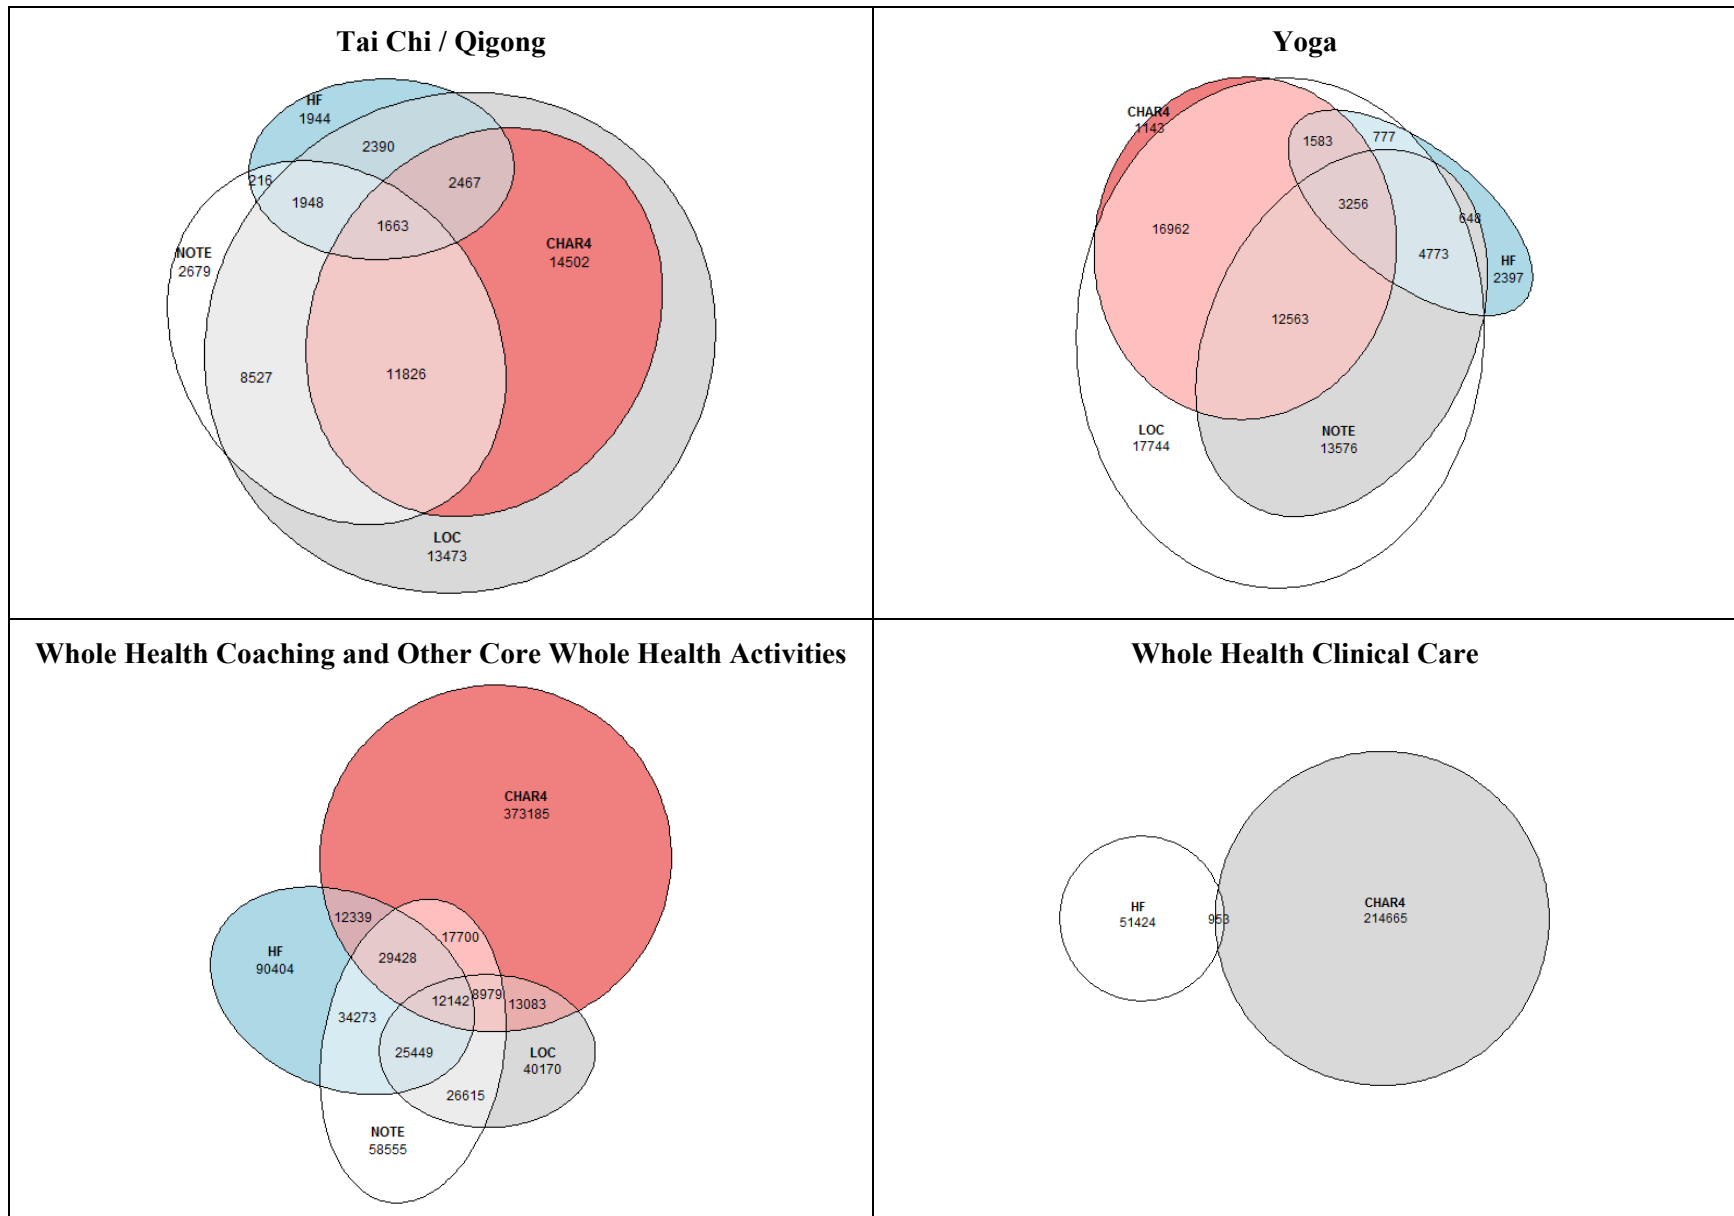 Tai Chi / Qigong
HF
1944
2390
216
1948
2467
1663
NOTE
2679
CHAR4
14502
8527
11826
LOC
13473
Yoga
CHAR4
1143
1583
777
3256
648
16962
4773
HF
2397
12563
LOC
17744
NOTE
13576
Whole Health Coaching and Other Core Whole Health Activities
CHAR4
373185
12339
17700
HF
90404
29428
12142
8979
13083
34273
25449
LOC
40170
26615
NOTE
58555
Whole Health Clinical Care
HF
51424
953
CHAR4
214665